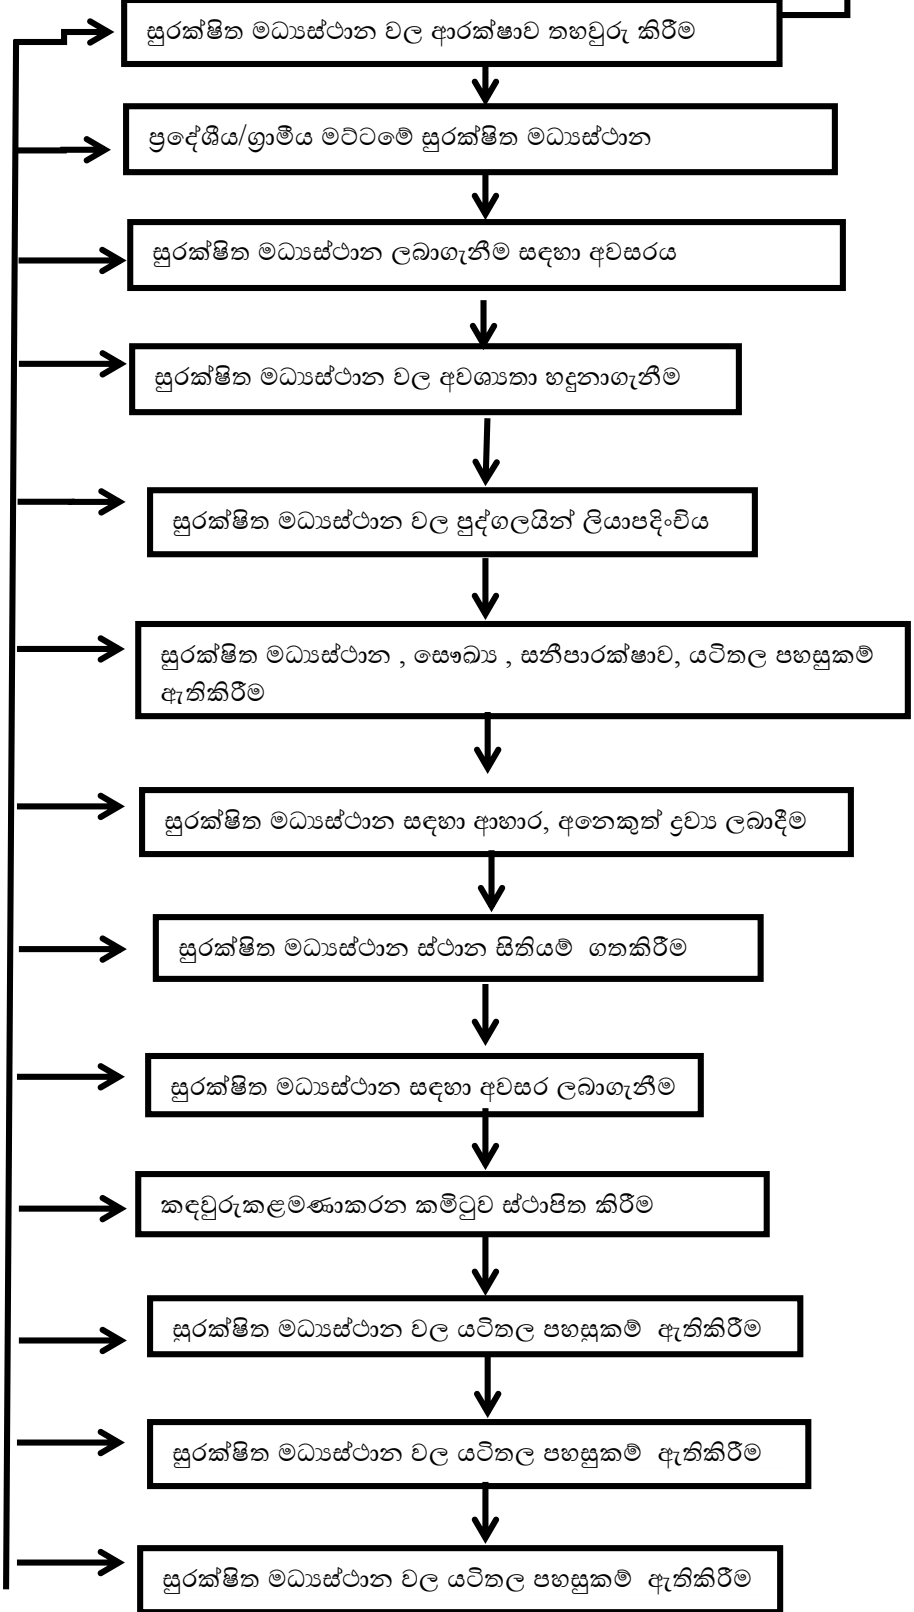 සුරක්ෂිත මධ්‍යස්ථාන වල ආරක්ෂාව තහවුරු කිරීම
ප්‍රදේශීය/ග්‍රාමීය මට්ටමේ සුරක්ෂිත මධ්‍යස්ථාන
සුරක්ෂිත මධ්‍යස්ථාන ලබාගැනීම සඳහා අවසරය
සුරක්ෂිත මධ්‍යස්ථාන වල අවශ්‍යතා හදුනාගැනීම
සුරක්ෂිත මධ්‍යස්ථාන වල පුද්ගලයින් ලියාපදිංචිය
සුරක්ෂිත මධ්‍යස්ථාන , සෞඛ්‍ය , සනීපාරක්ෂාව, යටිතල පහසුකම්
ඇතිකිරීම
සුරක්ෂිත මධ්‍යස්ථාන සඳහා ආහාර, අනෙකුත් ද්‍රව්‍ය ලබාදීම
සුරක්ෂිත මධ්‍යස්ථාන ස්ථාන සිතියම් ගතකිරීම
සුරක්ෂිත මධ්‍යස්ථාන සඳහා අවසර ලබාගැනීම
කඳවුරුකළමණාකරන කමිටුව ස්ථාපිත කිරීම
සුරක්ෂිත මධ්‍යස්ථාන වල යටිතල පහසුකම් ඇතිකිරීම
සුරක්ෂිත මධ්‍යස්ථාන වල යටිතල පහසුකම් ඇතිකිරීම
සුරක්ෂිත මධ්‍යස්ථාන වල යටිතල පහසුකම් ඇතිකිරීම